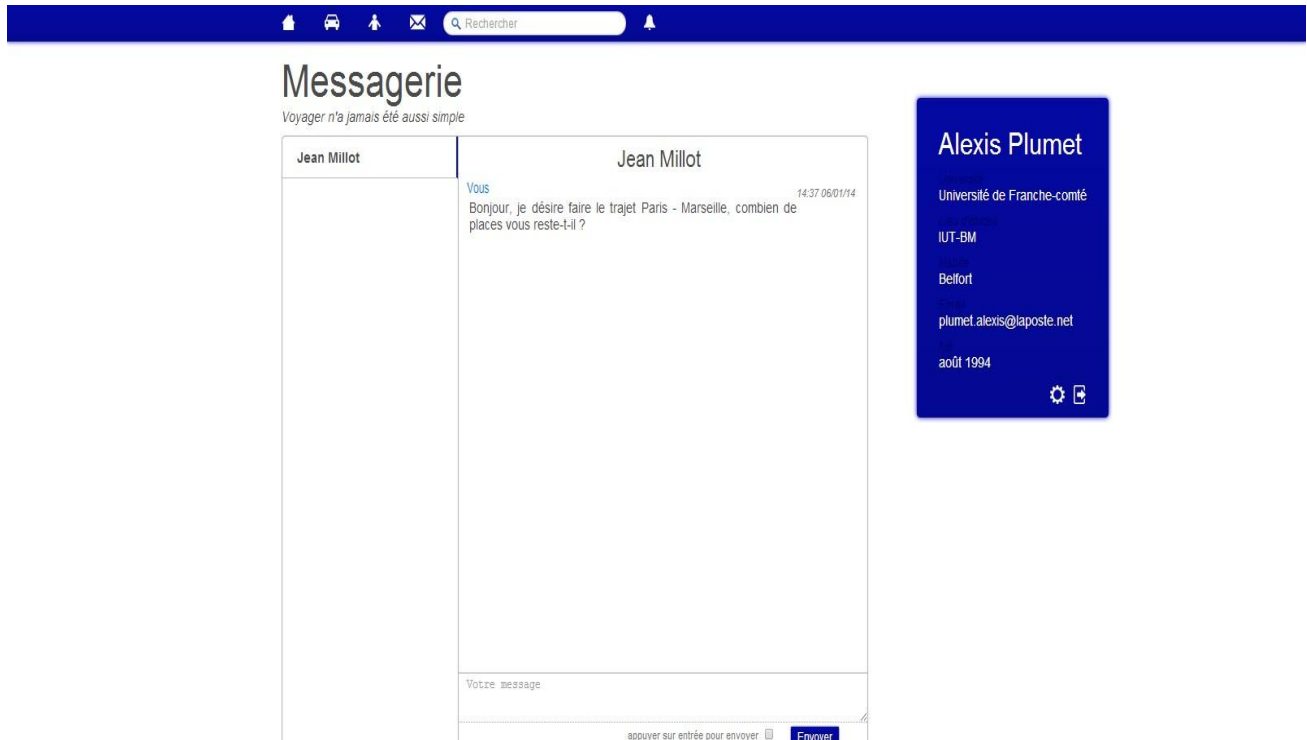 Rechercher
Messagerie
Voyager n'a jamais été aussi simple
Jean Millot
Jean Millot
Vous
14:37 06/01/14
Bonjour, je désire faire le trajet Paris - Marseille, combien de
places vous reste-t-il ?
Votre message
appuyer sur entrée pour envoyer
Envoyer
Alexis Plumet
Université de Franche-comté
IUT-BM
Belfort
plumet.alexis@laposte.net
août 1994